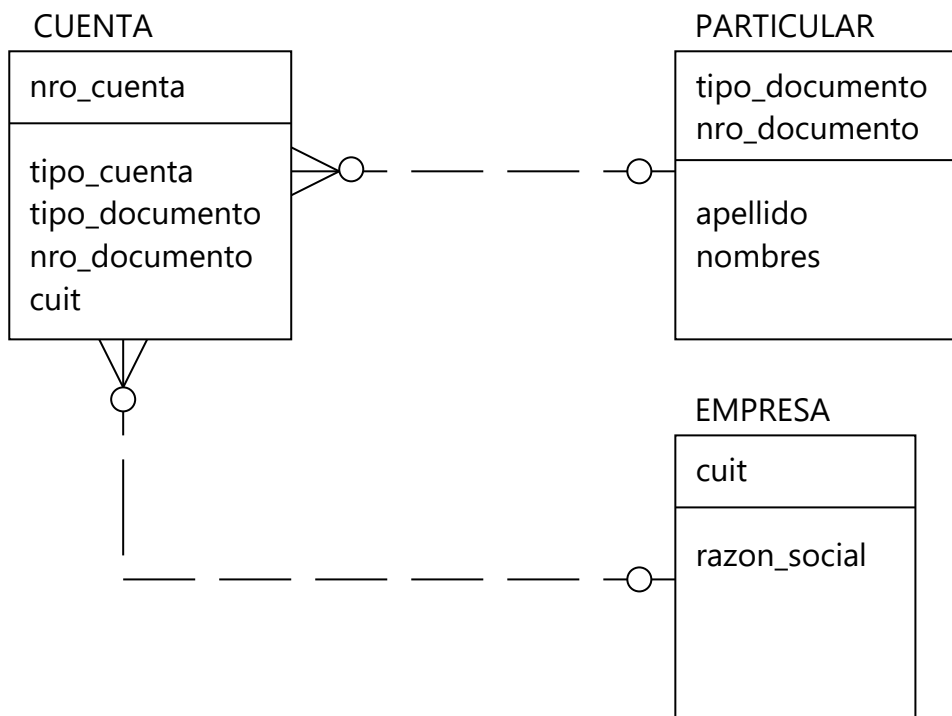 CUENTA
nro_cuenta
tipo_cuenta
tipo_documento
nro_documento
cuit
PARTICULAR
tipo_documento
nro_documento
apellido
nombres
EMPRESA
cuit
razon_social